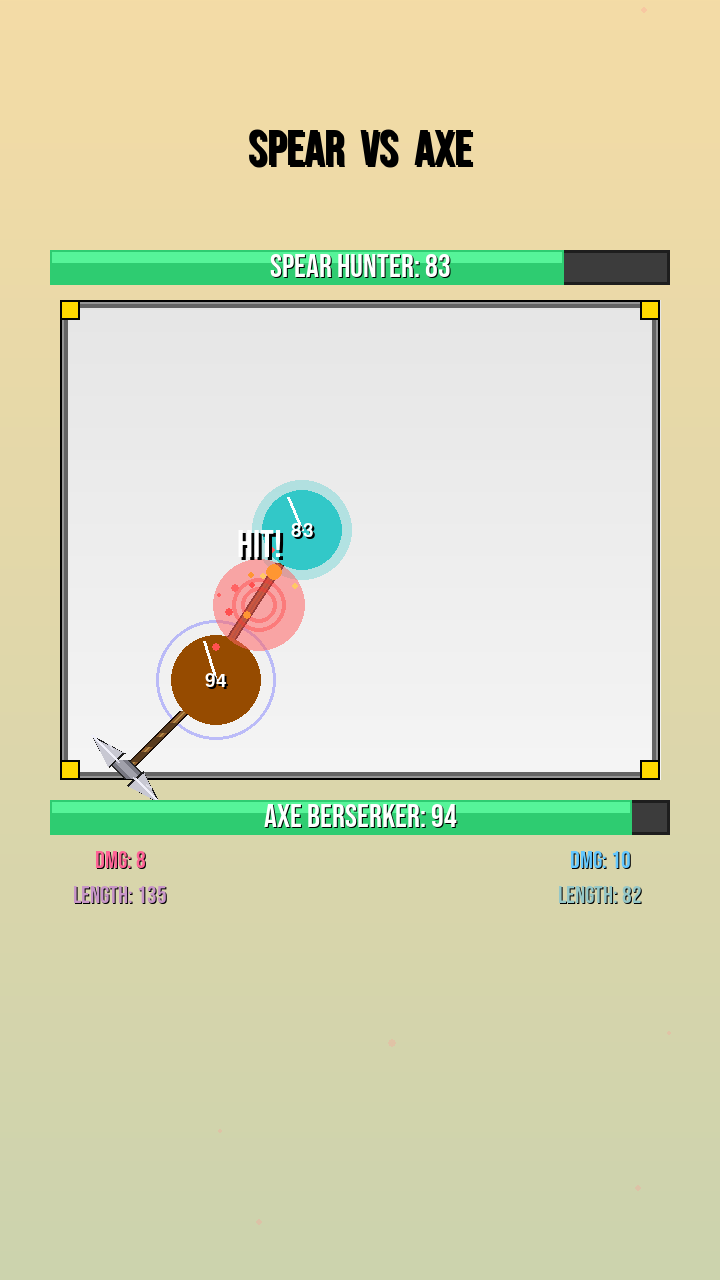 SPEAR VS AXE
SPEAR HUNTER: 83
83
HIT!
94
AXE BERSERKER: 94
DMG: 8 DMG: 10
LENGTH: 135 LENGTH: 82